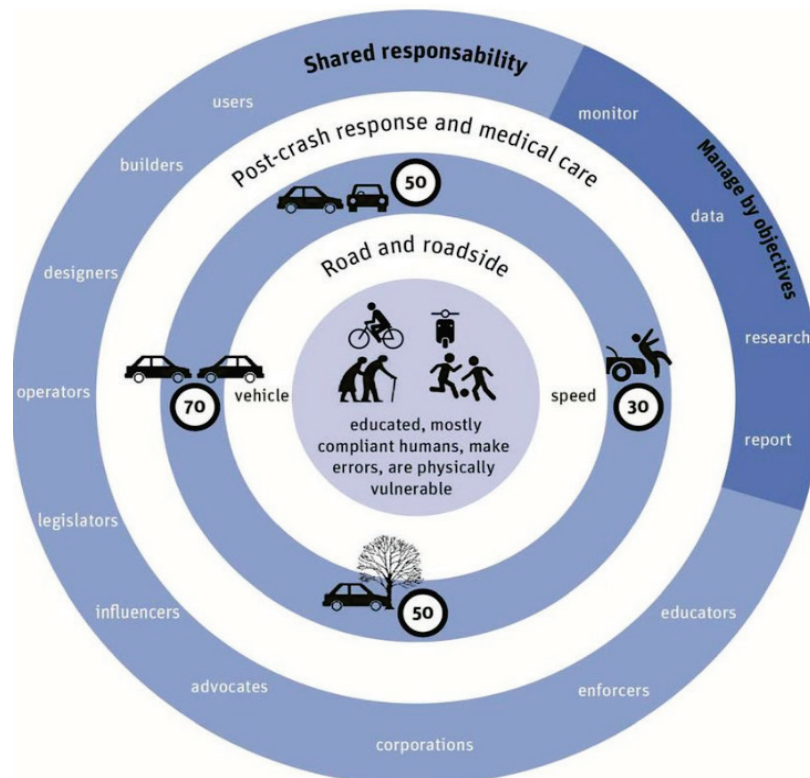 Shared responsability
users
builders
designers
operators
legislators
influencers
advocates
corporations
enforcers
educators
Manage by objectives
monitor
data
research
report
Post-crash response and medical care
50
70
30
50
Road and roadside
vehicle
speed
educated, mostly
compliant humans, make
errors, are physically
vulnerable